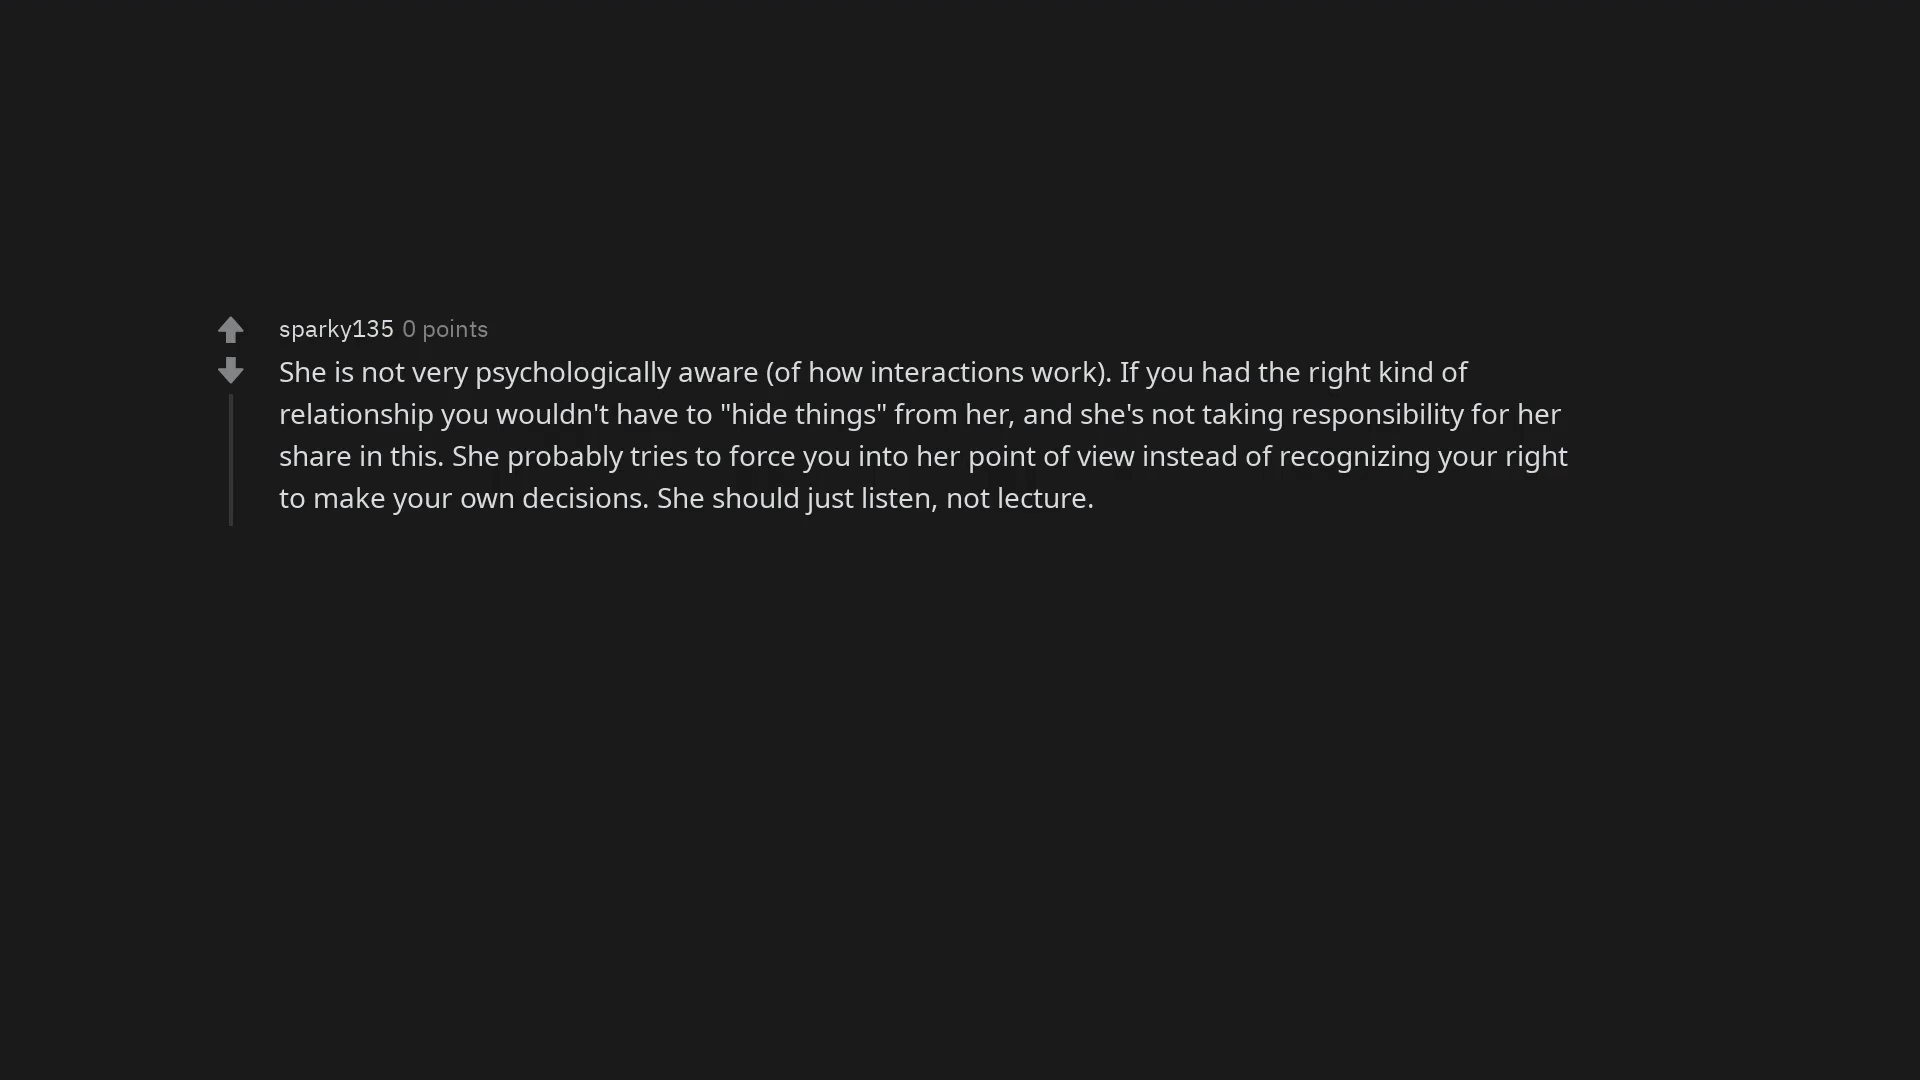 sparky135 0 points
She is not very psychologically aware (of how interactions work). If you had the right kind of
relationship you wouldn't have to "hide things" from her, and she's not taking responsibility for her
share in this. She probably tries to force you into her point of view instead of recognizing your right
to make your own decisions. She should just listen, not lecture.